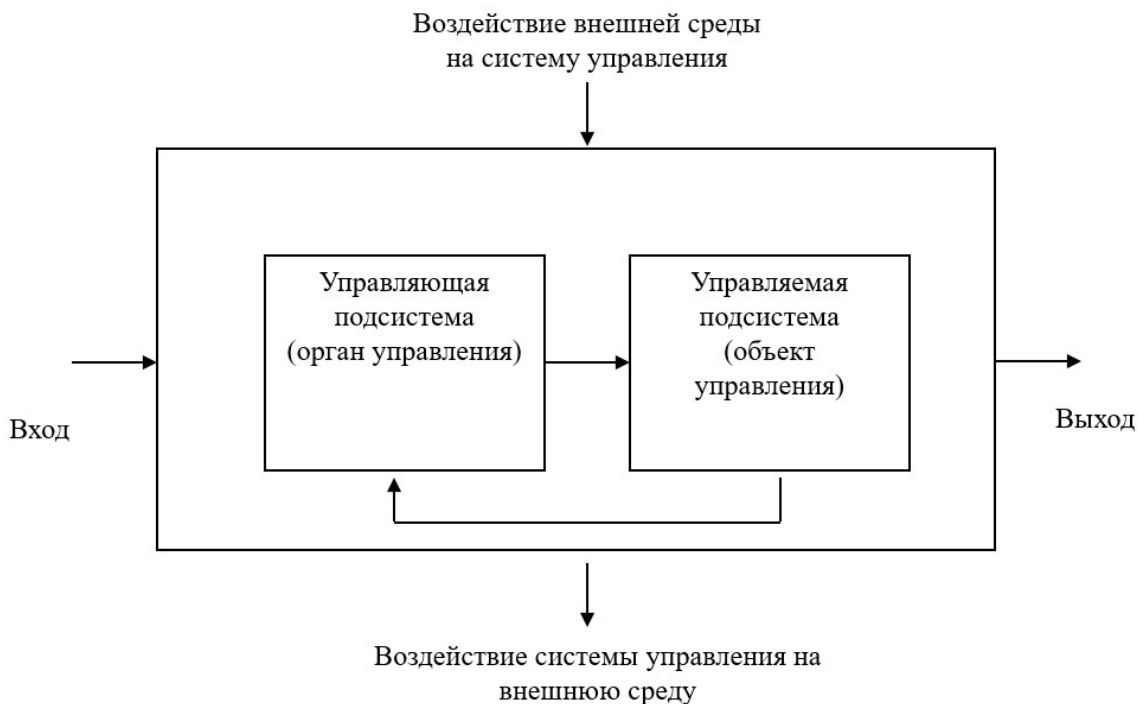 Воздействие внешней среды
на систему управления
Управляющая
подсистема
(орган управления)
Управляемая
подсистема
(объект
управления)
Вход
Выход
Воздействие системы управления на
внешнюю среду